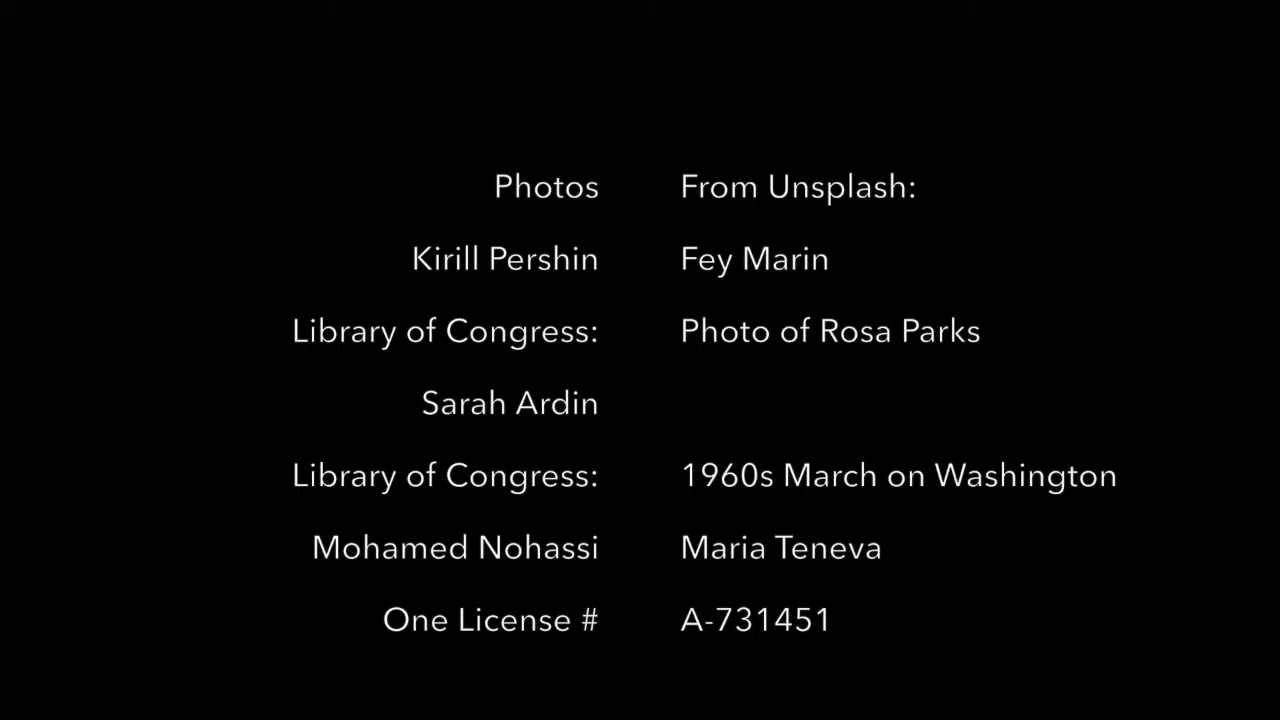 Photos From Unsplash:
Kirill Pershin Fey Marin
Library of Congress: Photo of Rosa Parks
Sarah Ardin
Library of Congress: 1960s March on Washington
Mohamed Nohassi Maria Teneva
One License # A-731451